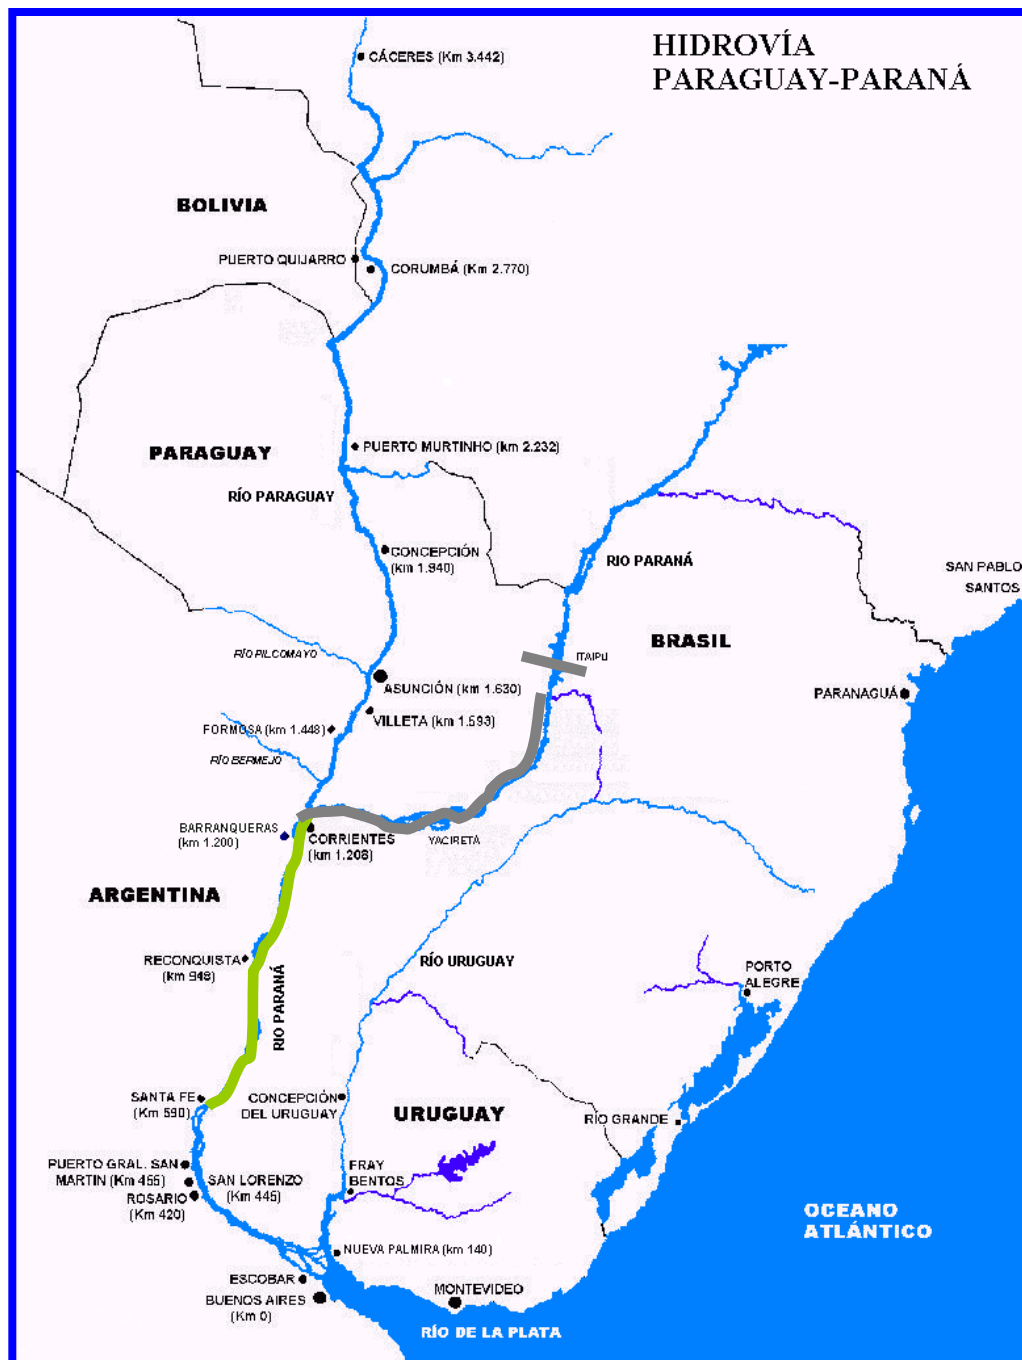 HIDROVÍA
PARAGUAY-PARANÁ
CÁCERES (Km 3.442)
BOLIVIA
PUERTO QUIJARRO
CORUMBÁ (Km 2.770)
PARAGUAY
PUERTO MURTINHO (km 2.232)
RÍO PARAGUAY
CONCEPCIÓN
(km 1.940)
RIO PARANÁ
SAN PABLO
SANTOS
BRASIL
RÍO PILCOMAYO
ITAIPU
ASUNCIÓN (km 1.630)
PARANAGUÁ
VILLETA (km 1.593)
FORMOSA (km 1.448)
RÍO BERMEJO
BARRANQUERAS
(km 1.200)
CORRIENTES
(km 1.208)
YACIRETÁ
ARGENTINA
RECONQUISTA
(km 948)
RÍO URUGUAY
RIO PARANÁ
PORTO
ALEGRE
SANTA FE
(Km 590)
CONCEPCIÓN
DEL URUGUAY
URUGUAY
RÍO GRANDE
PUERTO GRAL. SAN
MARTIN (Km 455)
SAN LORENZO
(Km 445)
ROSARIO
(Km 420)
FRAY
BENTOS
OCEANO
ATLÁNTICO
NUEVA PALMIRA (km 140)
ESCOBAR
BUENOS AIRES
(Km 0)
MONTEVIDEO
RÍO DE LA PLATA